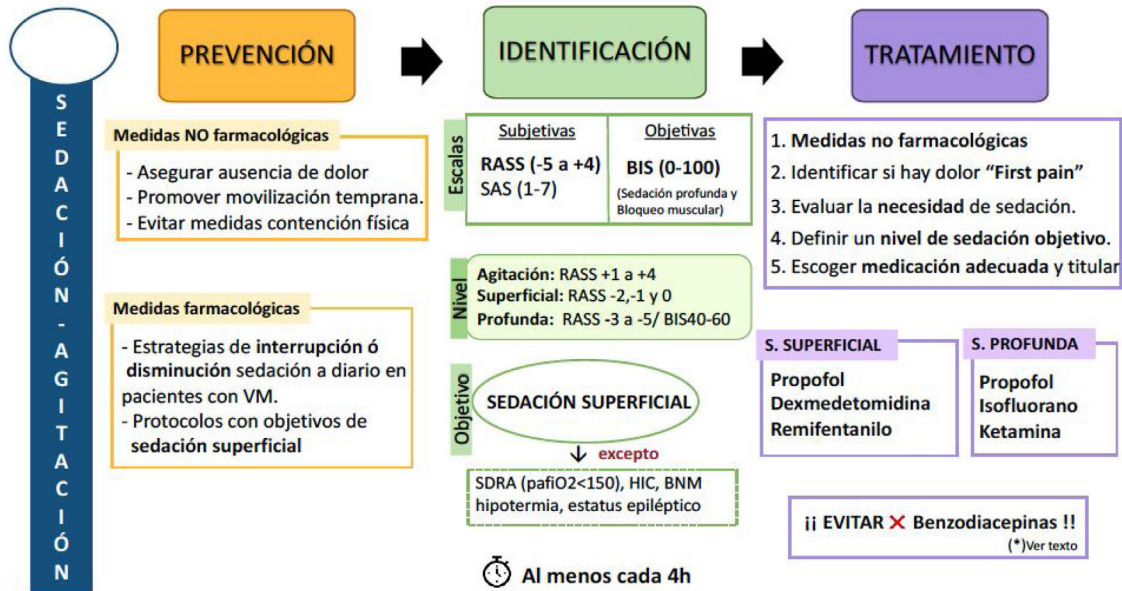 SEDACIÓN-AGITACIÓN
PREVENCIÓN
Medidas NO farmacológicas
- Asegurar ausencia de dolor
- Promover movilización temprana.
- Evitar medidas contención física
Medidas farmacológicas
- Estrategias de interrupción ó
disminución sedación a diario en
pacientes con VM.
- Protocolos con objetivos de
sedación superficial
IDENTIFICACIÓN
Escalas
Subjetivas
RASS (-5 a +4)
SAS (1-7)
Objetivas
BIS (0-100)
(Sedación profunda y
Bloqueo muscular)
Nivel
Agitación: RASS +1 a +4
Superficial: RASS -2,-1 y 0
Profunda: RASS -3 a -5/ BIS40-60
Objetivo
SEDACIÓN SUPERFICIAL
excepto
SDRA (pafiO2<150), HIC, BNM
hipotermia, estatus epiléptico
Al menos cada 4h
TRATAMIENTO
1. Medidas no farmacológicas
2. Identificar si hay dolor “First pain”
3. Evaluar la necesidad de sedación.
4. Definir un nivel de sedación objetivo.
5. Escoger medicación adecuada y titular
S. SUPERFICIAL
Propofol
Dexmedetomidina
Remifentanilo
S. PROFUNDA
Propofol
Isofluorano
Ketamina
¡¡ EVITAR ❌ Benzodiacepinas !!
(*)Ver texto